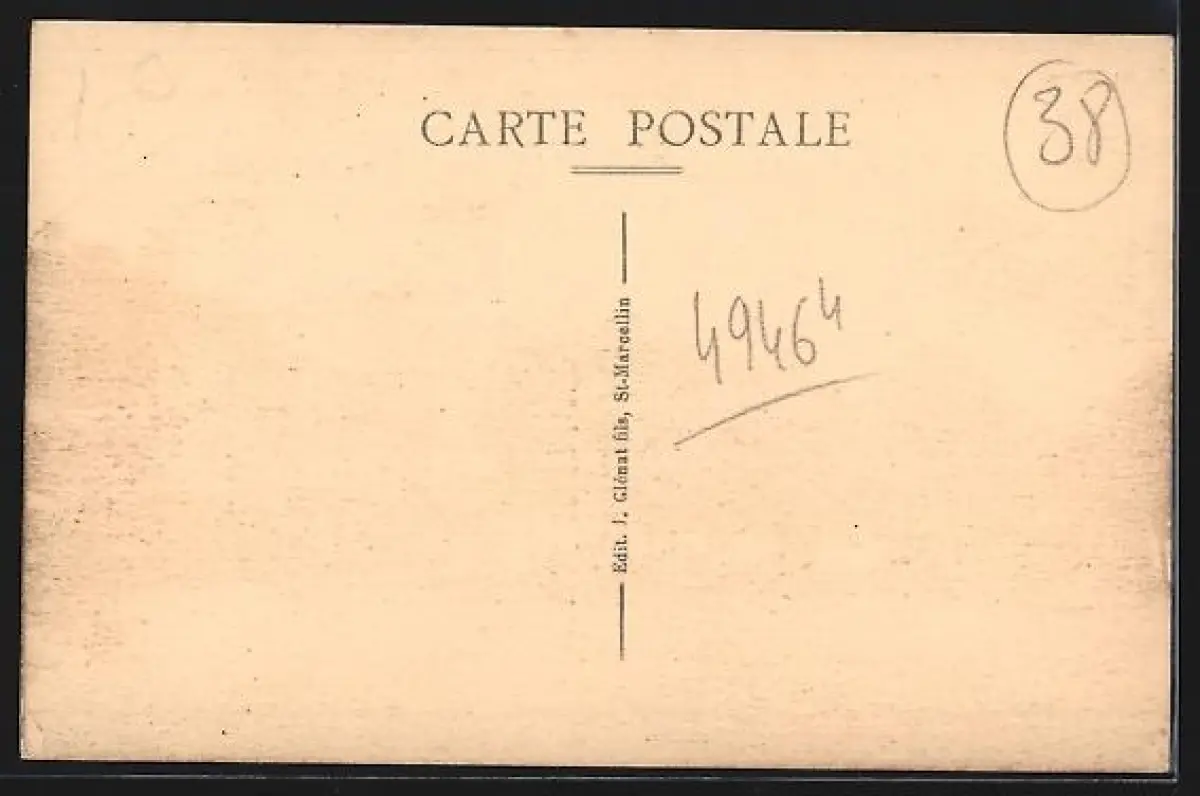 CARTE POSTALE
38
49464
Edit. J. Glénat fils, St-Marcellin